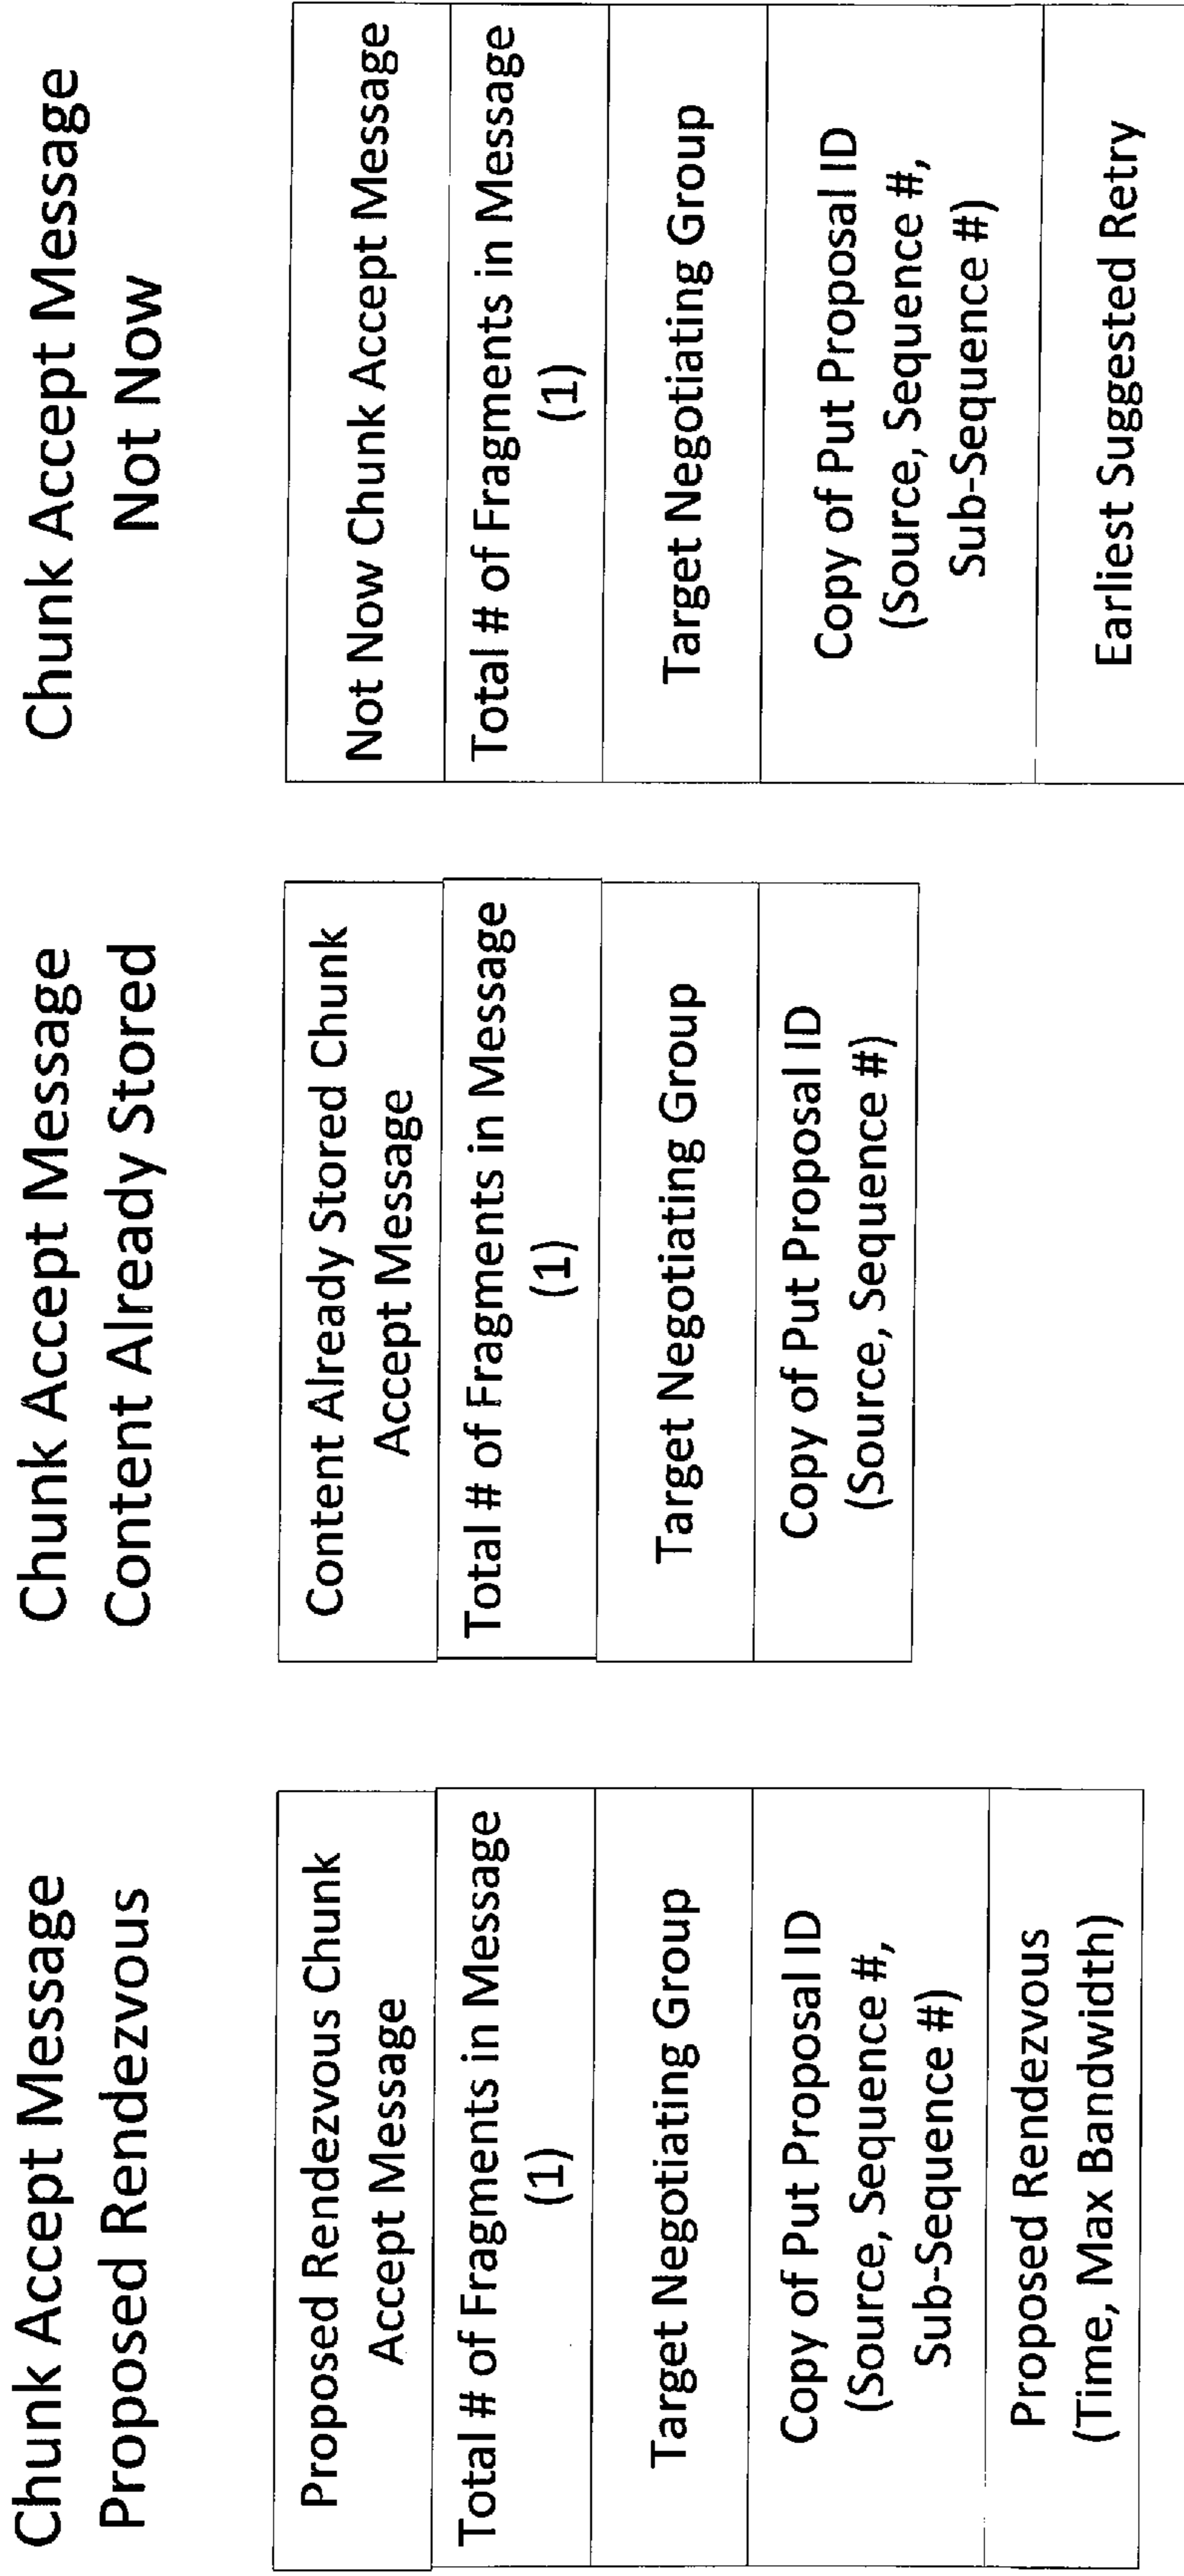 Chunk Accept Message
Proposed Rendezvous
Proposed Rendezvous Chunk
Accept Message
Total # of Fragments in Message
(1)
Target Negotiating Group
Copy of Put Proposal ID
(Source, Sequence #,
Sub-Sequence #)
Proposed Rendezvous
(Time, Max Bandwidth)
Chunk Accept Message
Content Already Stored
Content Already Stored Chunk
Accept Message
Total # of Fragments in Message
(1)
Target Negotiating Group
Copy of Put Proposal ID
(Source, Sequence #)
Chunk Accept Message
Not Now
Not Now Chunk Accept Message
Total # of Fragments in Message
(1)
Target Negotiating Group
Copy of Put Proposal ID
(Source, Sequence #,
Sub-Sequence #)
Earliest Suggested Retry